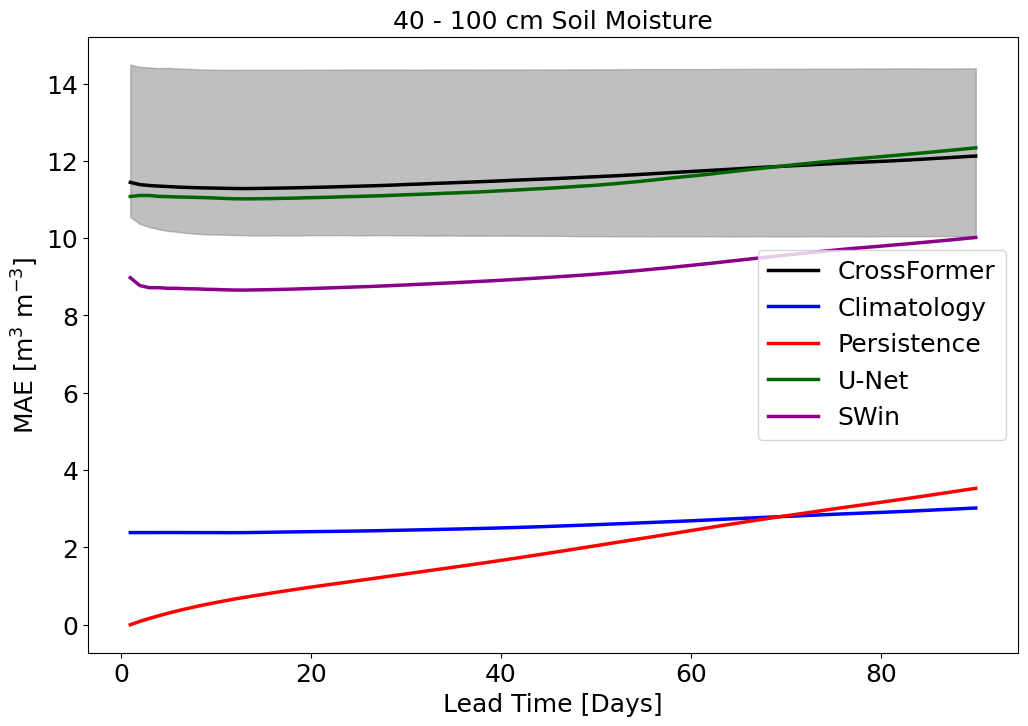 40 - 100 cm Soil Moisture
MAE [m³ m⁻³]
14
12
10
8
6
4
2
0
CrossFormer
Climatology
Persistence
U-Net
SWin
0 20 40 60 80
Lead Time [Days]